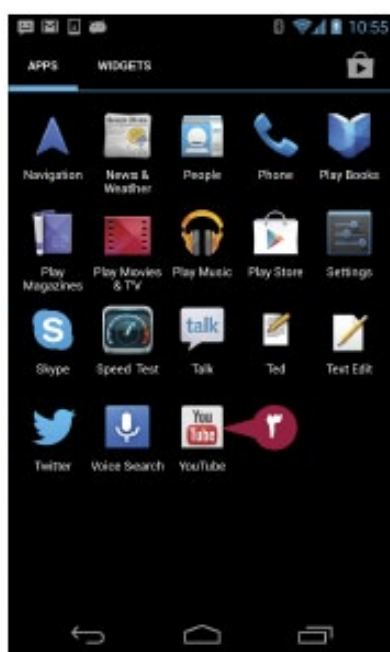 10:55
APPS WIDGETS
Navigation News & Weather People Phone Play Books
Play Magazines Play Movies & TV Play Music Play Store Settings
S talk
Skype Speed Test Talk Ted Text Edit
You Tube ٣
Twitter Voice Search YouTube